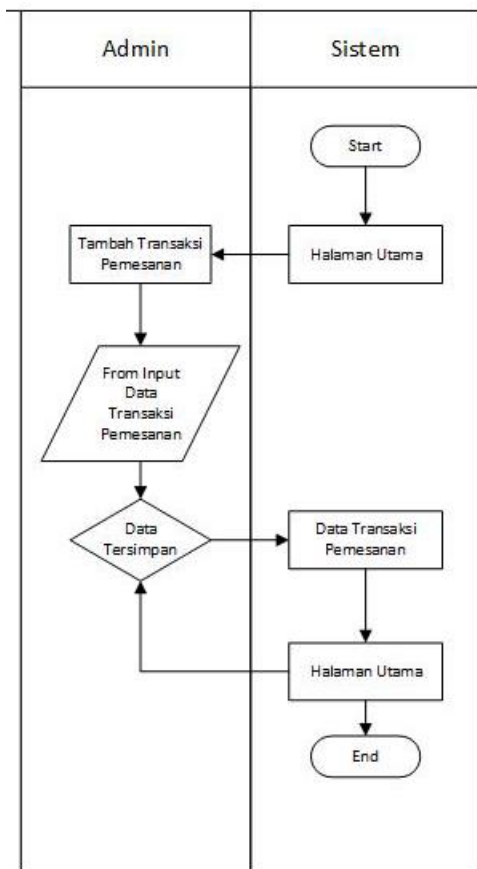 Admin
Sistem
Start
Halaman Utama
Tambah Transaksi
Pemesanan
From Input
Data
Transaksi
Pemesanan
Data
Tersimpan
Data Transaksi
Pemesanan
Halaman Utama
End